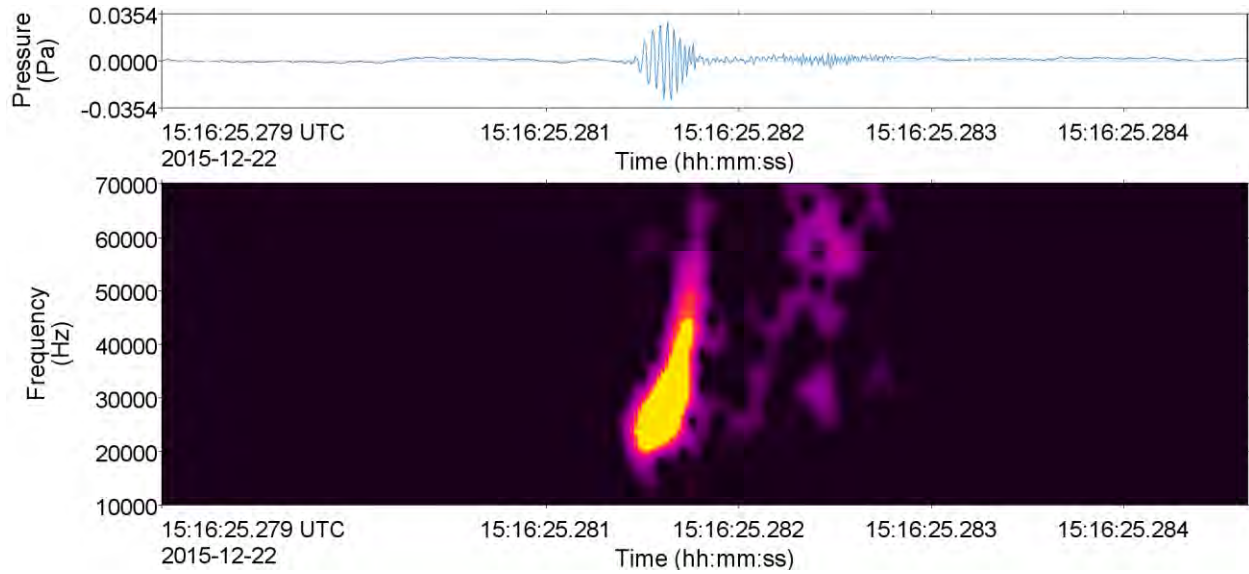 Pressure
(Pa)
0.0354
0.0000
-0.0354
15:16:25.279 UTC
2015-12-22
15:16:25.281
15:16:25.282
15:16:25.283
15:16:25.284
Time (hh:mm:ss)
Frequency
(Hz)
70000
60000
50000
40000
30000
20000
10000
15:16:25.279 UTC
2015-12-22
15:16:25.281
15:16:25.282
15:16:25.283
15:16:25.284
Time (hh:mm:ss)